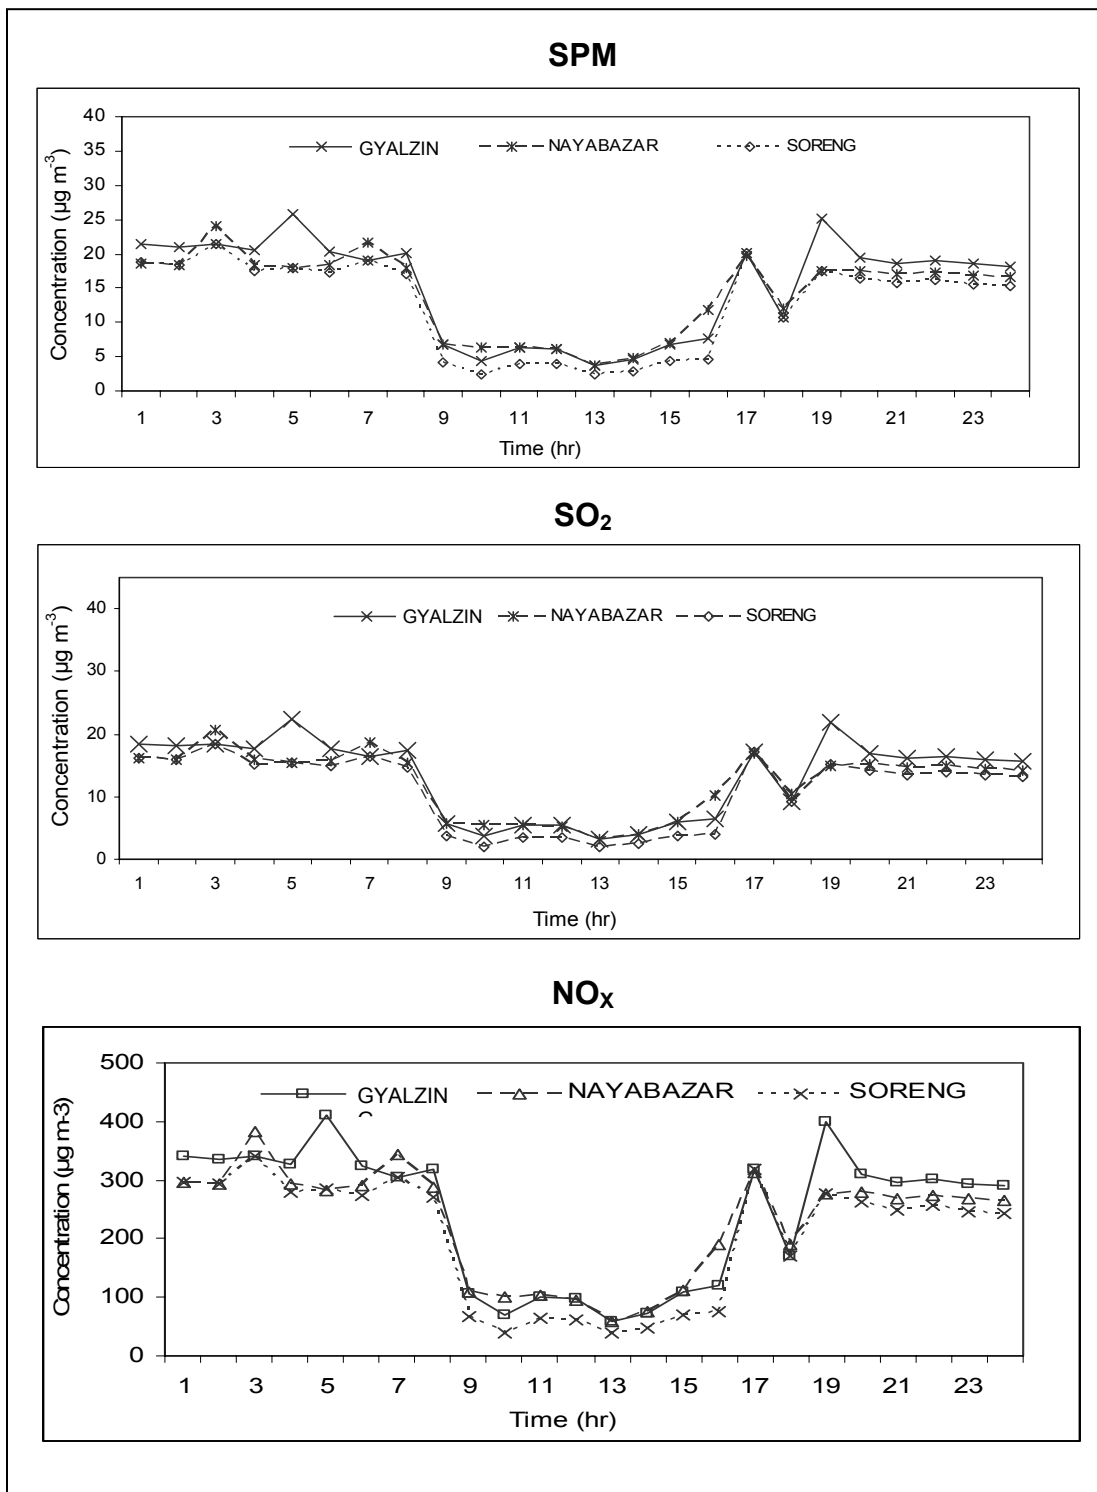 SPM
40
35
30
25
20
15
10
5
0
Concentration (µg m-3)
GYALZIN NAYABAZAR SORENG
1 3 5 7 9 11 13 15 17 19 21 23
Time (hr)
SO2
40
30
20
10
0
Concentration (µg m-3)
GYALZIN NAYABAZAR SORENG
1 3 5 7 9 11 13 15 17 19 21 23
Time (hr)
NOX
500
400
300
200
100
0
Concentration (µg m-3)
GYALZIN NAYABAZAR SORENG
1 3 5 7 9 11 13 15 17 19 21 23
Time (hr)